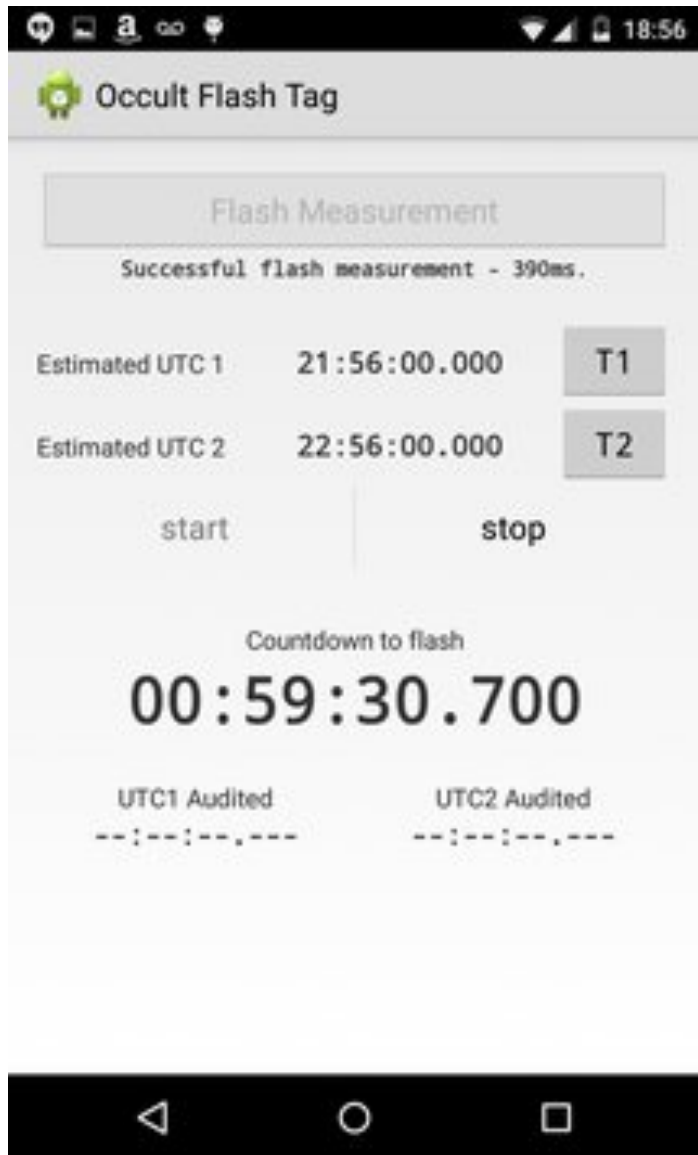 18:56
Occult Flash Tag
Flash Measurement
Successful flash measurement - 390ms.
Estimated UTC 1 21:56:00.000 T1
Estimated UTC 2 22:56:00.000 T2
start stop
Countdown to flash
00:59:30.700
UTC1 Audited UTC2 Audited
--:--:--.--- --:--:--.---